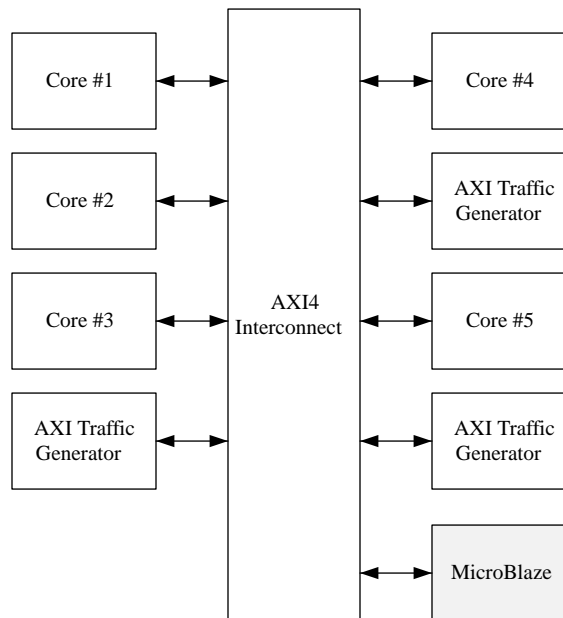 Core #1
Core #2
Core #3
AXI Traffic
Generator
AXI4
Interconnect
Core #4
AXI Traffic
Generator
Core #5
AXI Traffic
Generator
MicroBlaze